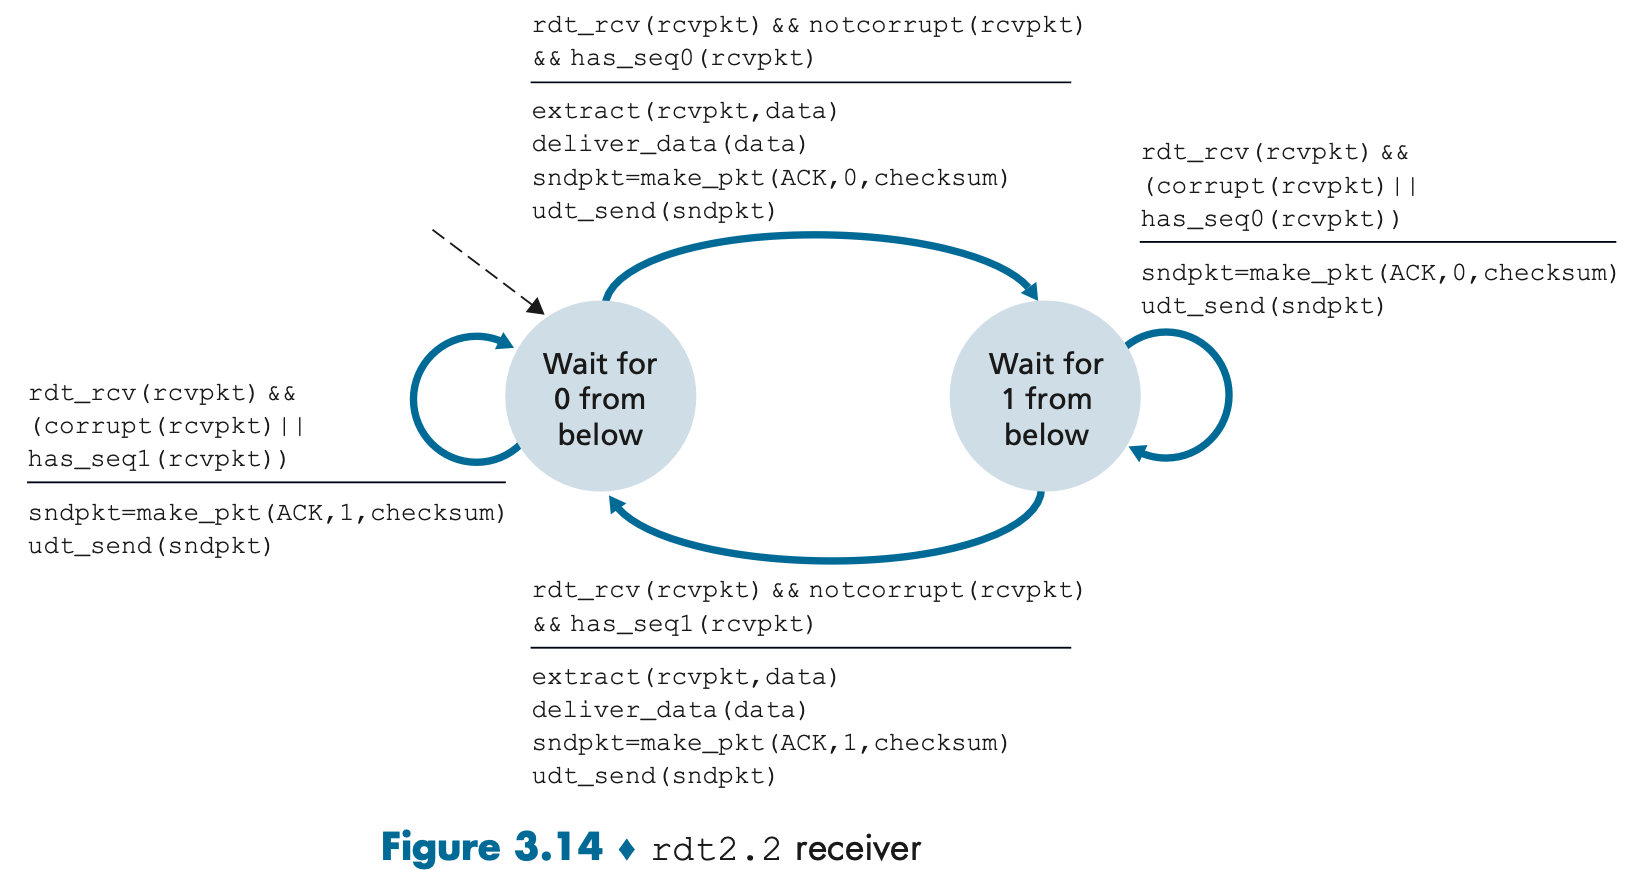 rdt_rcv(rcvpkt) && notcorrupt(rcvpkt)
&& has_seq0(rcvpkt)
extract(rcvpkt,data)
deliver_data(data)
sndpkt=make_pkt(ACK,0,checksum)
udt_send(sndpkt)
rdt_rcv(rcvpkt) &&
(corrupt(rcvpkt)||
has_seq0(rcvpkt))
sndpkt=make_pkt(ACK,0,checksum)
udt_send(sndpkt)
Wait for
0 from
below
Wait for
1 from
below
rdt_rcv(rcvpkt) &&
(corrupt(rcvpkt)||
has_seq1(rcvpkt))
sndpkt=make_pkt(ACK,1,checksum)
udt_send(sndpkt)
rdt_rcv(rcvpkt) && notcorrupt(rcvpkt)
&& has_seq1(rcvpkt)
extract(rcvpkt,data)
deliver_data(data)
sndpkt=make_pkt(ACK,1,checksum)
udt_send(sndpkt)
Figure 3.14 ♦ rdt2.2 receiver